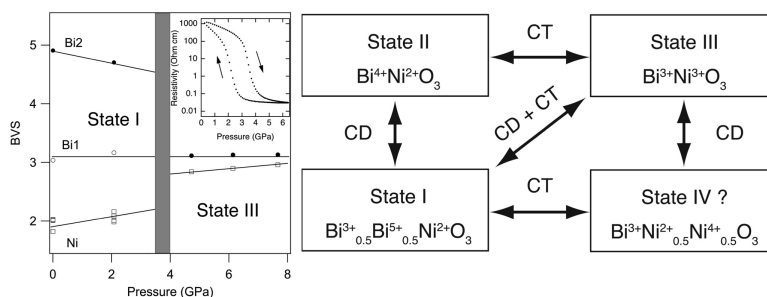 BVS
5
4
3
2
Bi2
State I
Bi1
Ni
State III
0
2
4
6
8
Pressure (GPa)
Resistivity (Ohm cm)
1000
100
10
1
0.1
0.01
0 1 2 3 4 5 6
Pressure (GPa)
State II
Bi⁴⁺Ni²⁺O₃
CT
State III
Bi³⁺Ni³⁺O₃
CD
CD + CT
CD
State I
Bi³⁺₀.₅Bi⁵⁺₀.₅Ni²⁺O₃
CT
State IV ?
Bi³⁺Ni²⁺₀.₅Ni⁴⁺₀.₅O₃